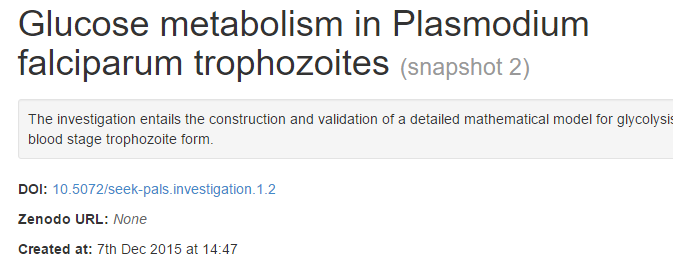 Glucose metabolism in Plasmodium
falciparum trophozoites (snapshot 2)
The investigation entails the construction and validation of a detailed mathematical model for glycolysis
blood stage trophozoite form.
DOI: 10.5072/seek-pals.investigation.1.2
Zenodo URL: None
Created at: 7th Dec 2015 at 14:47